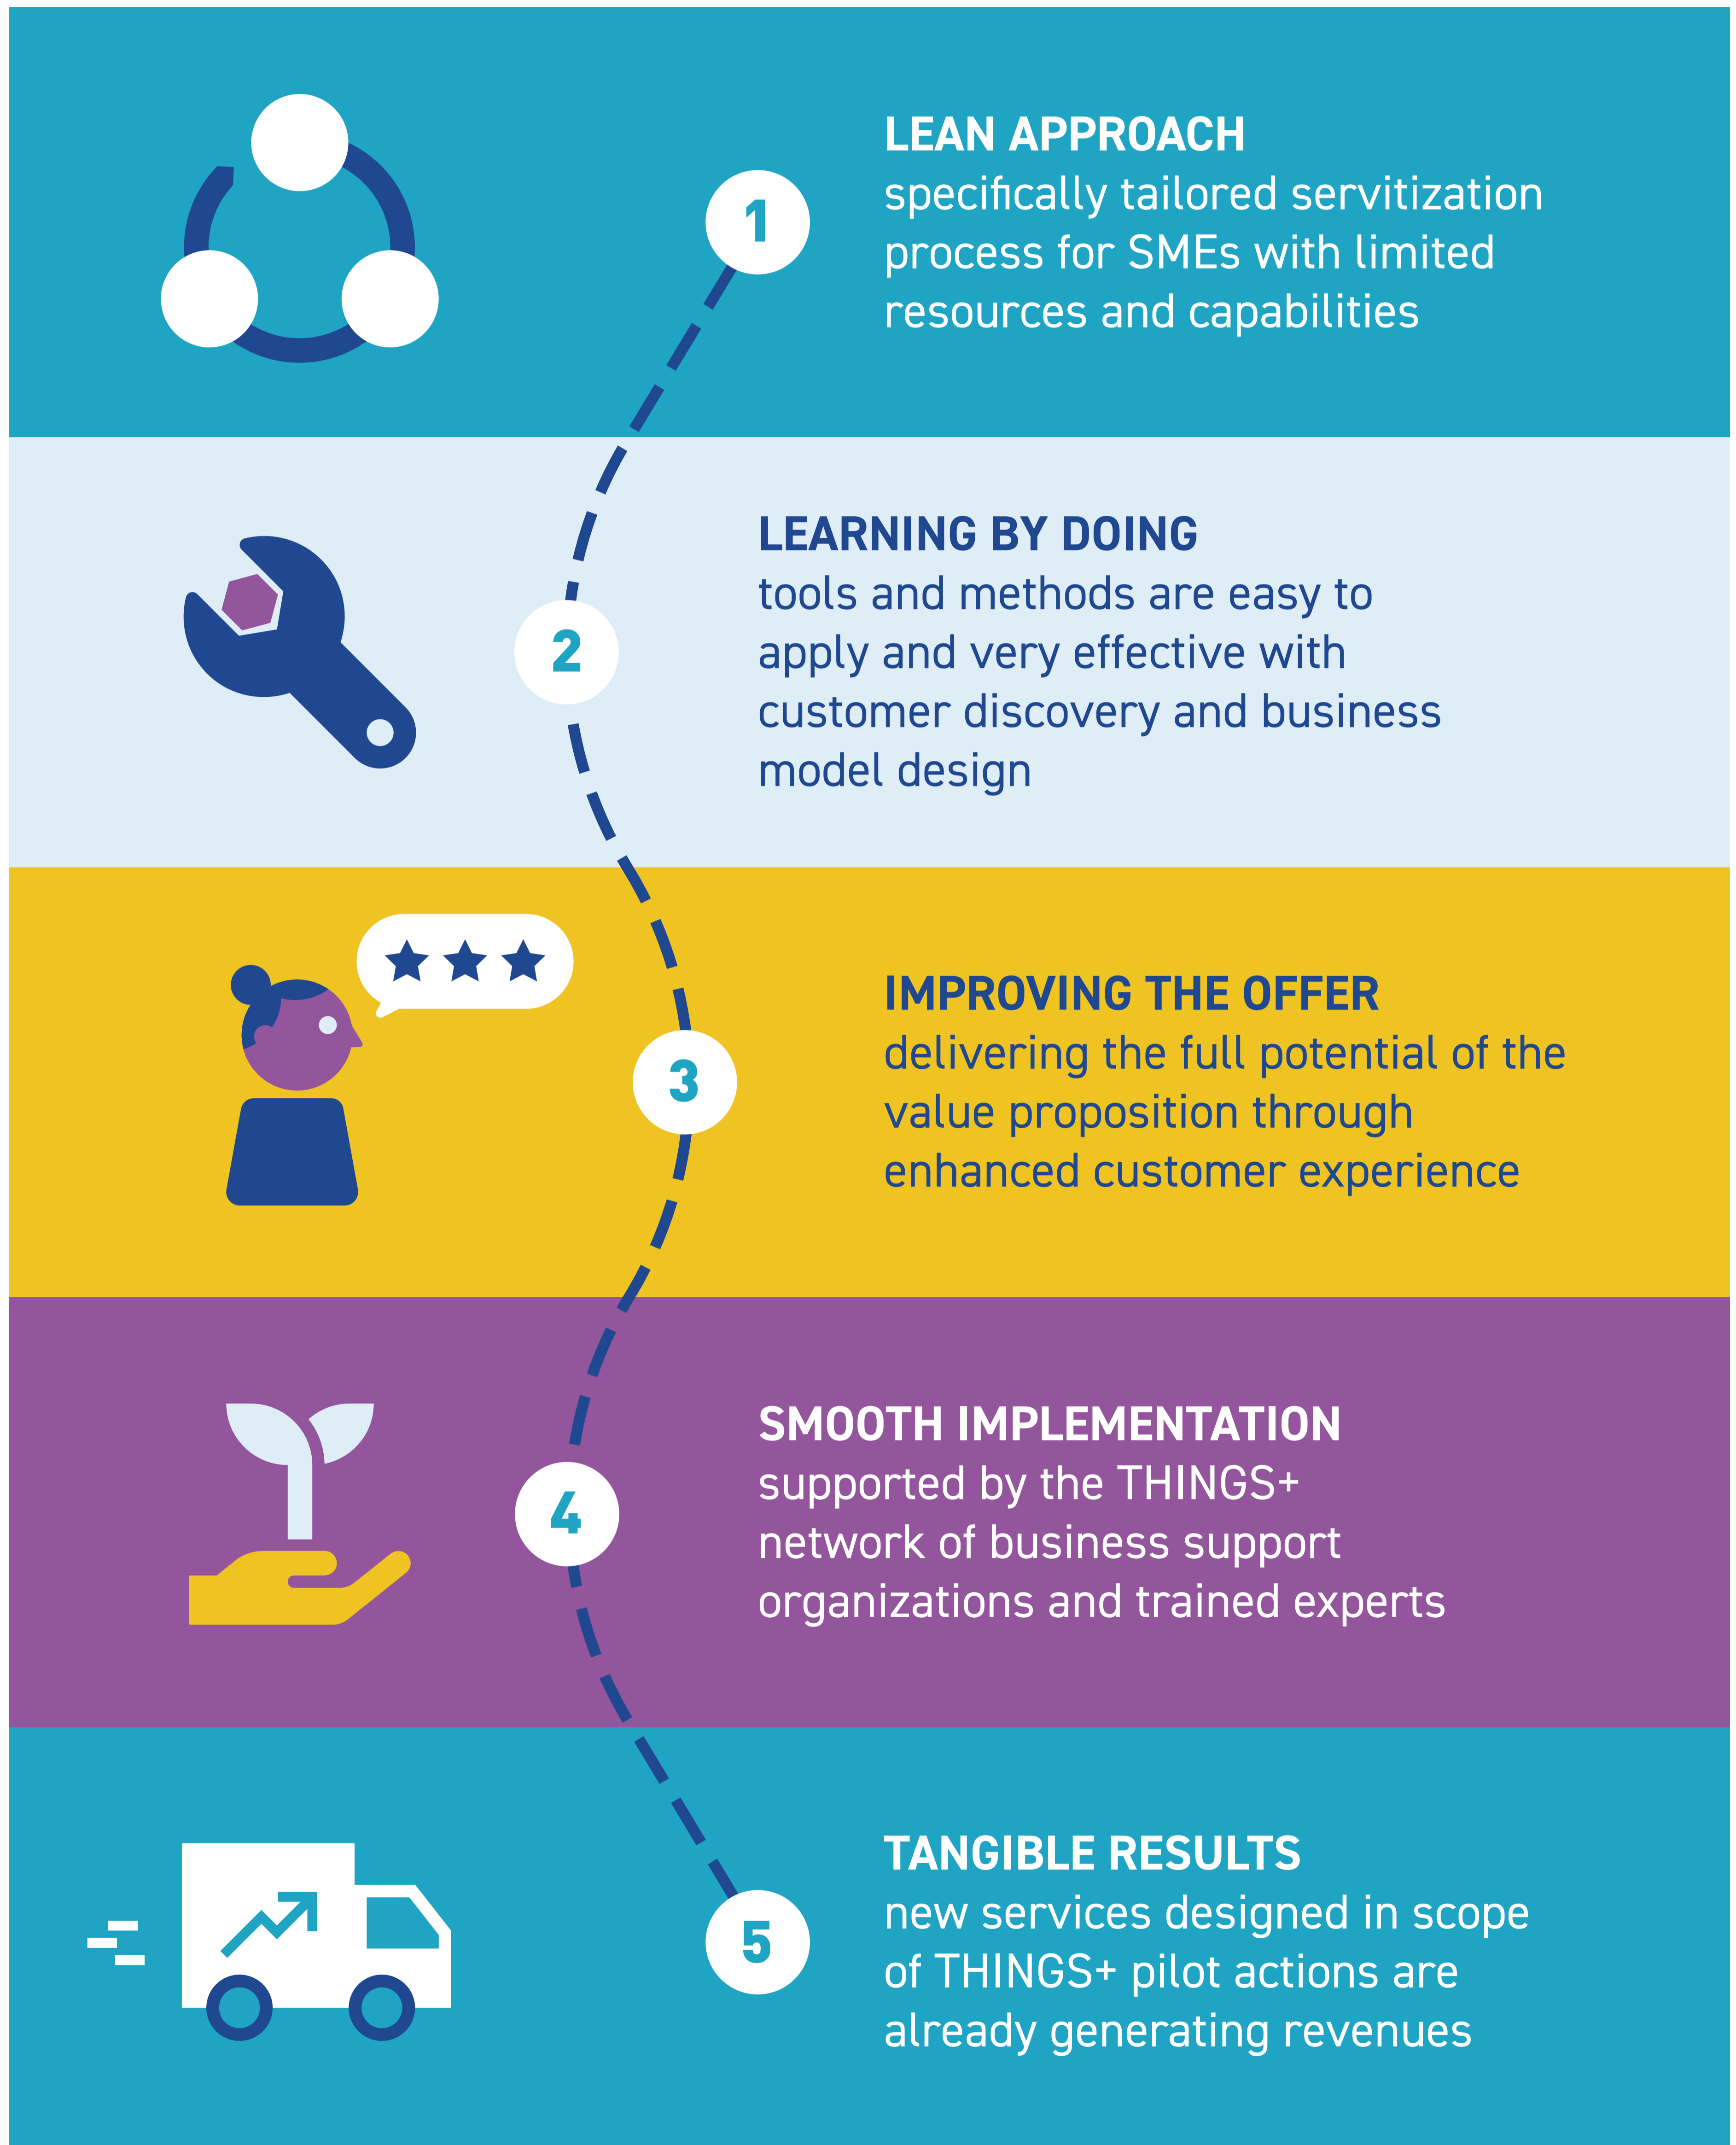 1
LEAN APPROACH
specifically tailored servitization
process for SMEs with limited
resources and capabilities
2
LEARNING BY DOING
tools and methods are easy to
apply and very effective with
customer discovery and business
model design
3
IMPROVING THE OFFER
delivering the full potential of the
value proposition through
enhanced customer experience
4
SMOOTH IMPLEMENTATION
supported by the THINGS+
network of business support
organizations and trained experts
5
TANGIBLE RESULTS
new services designed in scope
of THINGS+ pilot actions are
already generating revenues